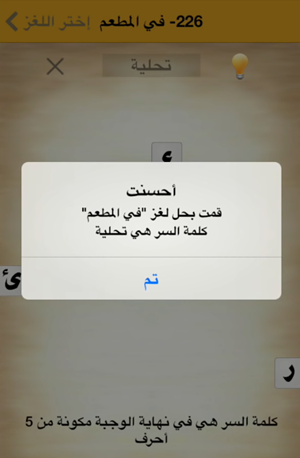 226- في المطعم
إختر اللغز
تحلية
ء
أحسنت
قمت بحل لغز "في المطعم"
كلمة السر هي تحلية
تم
ئ
ر
كلمة السر هي في نهاية الوجبة مكونة من 5
أحرف